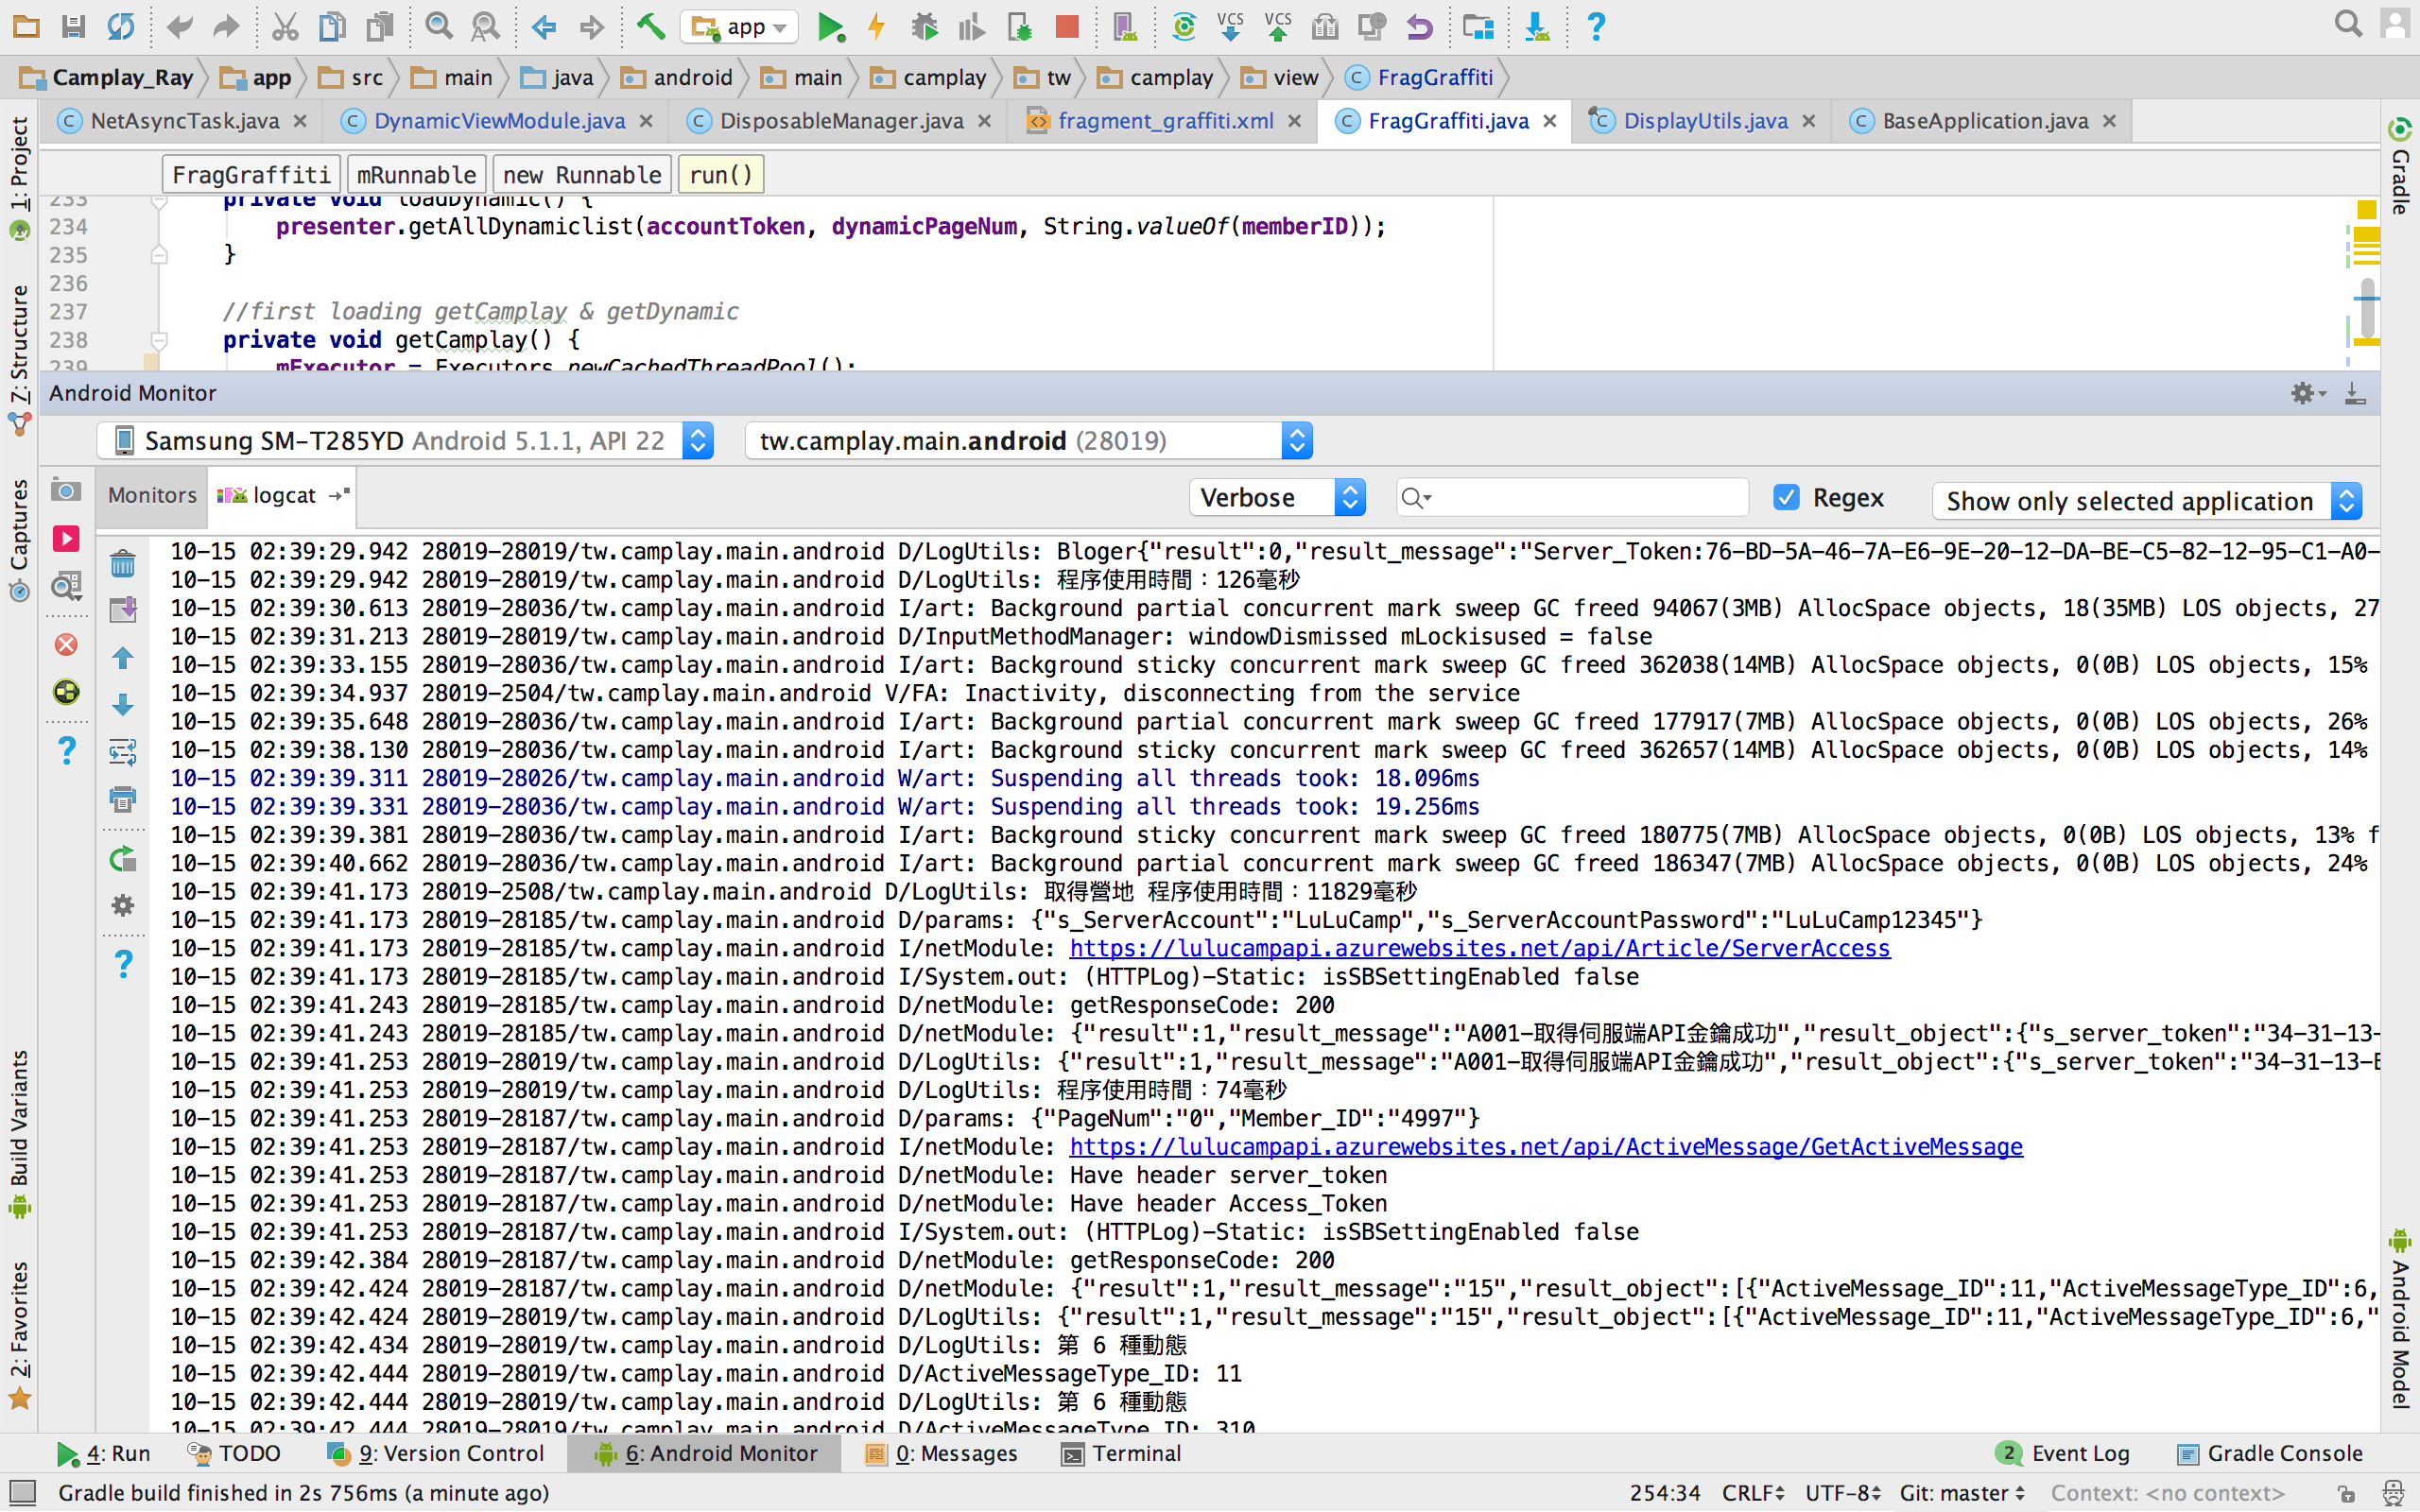 app
VCS
VCS
Camplay_Ray
app
src
main
java
android
main
camplay
tw
camplay
view
FragGraffiti
NetAsyncTask.java
DynamicViewModule.java
DisposableManager.java
fragment_graffiti.xml
FragGraffiti.java
DisplayUtils.java
BaseApplication.java
FragGraffiti
mRunnable
new Runnable
run()
233 private void loadDynamic() {
234 presenter.getAllDynamiclist(accountToken, dynamicPageNum, String.valueOf(memberID));
235 }
236
237 //first loading getCamplay & getDynamic
238 private void getCamplay() {
239 mExecutor = Executors.newCachedThreadPool();
Android Monitor
Samsung SM-T285YD Android 5.1.1, API 22
tw.camplay.main.android (28019)
Monitors
logcat
Verbose
Regex
Show only selected application
10-15 02:39:29.942 28019-28019/tw.camplay.main.android D/LogUtils: Bloger{"result":0,"result_message":"Server_Token:76-BD-5A-46-7A-E6-9E-20-12-DA-BE-C5-82-12-95-C1-A0-
10-15 02:39:29.942 28019-28019/tw.camplay.main.android D/LogUtils: 程序使用時間：126毫秒
10-15 02:39:30.613 28019-28036/tw.camplay.main.android I/art: Background partial concurrent mark sweep GC freed 94067(3MB) AllocSpace objects, 18(35MB) LOS objects, 27
10-15 02:39:31.213 28019-28019/tw.camplay.main.android D/InputMethodManager: windowDismissed mLockisused = false
10-15 02:39:33.155 28019-28036/tw.camplay.main.android I/art: Background sticky concurrent mark sweep GC freed 362038(14MB) AllocSpace objects, 0(0B) LOS objects, 15%
10-15 02:39:34.937 28019-2504/tw.camplay.main.android V/FA: Inactivity, disconnecting from the service
10-15 02:39:35.648 28019-28036/tw.camplay.main.android I/art: Background partial concurrent mark sweep GC freed 177917(7MB) AllocSpace objects, 0(0B) LOS objects, 26%
10-15 02:39:38.130 28019-28036/tw.camplay.main.android I/art: Background sticky concurrent mark sweep GC freed 362657(14MB) AllocSpace objects, 0(0B) LOS objects, 14%
10-15 02:39:39.311 28019-28026/tw.camplay.main.android W/art: Suspending all threads took: 18.096ms
10-15 02:39:39.331 28019-28036/tw.camplay.main.android W/art: Suspending all threads took: 19.256ms
10-15 02:39:39.381 28019-28036/tw.camplay.main.android I/art: Background sticky concurrent mark sweep GC freed 180775(7MB) AllocSpace objects, 0(0B) LOS objects, 13% f
10-15 02:39:40.662 28019-28036/tw.camplay.main.android I/art: Background partial concurrent mark sweep GC freed 186347(7MB) AllocSpace objects, 0(0B) LOS objects, 24%
10-15 02:39:41.173 28019-2508/tw.camplay.main.android D/LogUtils: 取得營地 程序使用時間：11829毫秒
10-15 02:39:41.173 28019-28185/tw.camplay.main.android D/params: {"s_ServerAccount":"LuLuCamp","s_ServerAccountPassword":"LuLuCamp12345"}
10-15 02:39:41.173 28019-28185/tw.camplay.main.android I/netModule: https://lulucampapi.azurewebsites.net/api/Article/ServerAccess
10-15 02:39:41.173 28019-28185/tw.camplay.main.android I/System.out: (HTTPLog)-Static: isSBSettingEnabled false
10-15 02:39:41.243 28019-28185/tw.camplay.main.android D/netModule: getResponseCode: 200
10-15 02:39:41.243 28019-28185/tw.camplay.main.android D/netModule: {"result":1,"result_message":"A001-取得伺服端API金鑰成功","result_object":{"s_server_token":"34-31-13-
10-15 02:39:41.253 28019-28019/tw.camplay.main.android D/LogUtils: {"result":1,"result_message":"A001-取得伺服端API金鑰成功","result_object":{"s_server_token":"34-31-13-E
10-15 02:39:41.253 28019-28019/tw.camplay.main.android D/LogUtils: 程序使用時間：74毫秒
10-15 02:39:41.253 28019-28187/tw.camplay.main.android D/params: {"PageNum":"0","Member_ID":"4997"}
10-15 02:39:41.253 28019-28187/tw.camplay.main.android I/netModule: https://lulucampapi.azurewebsites.net/api/ActiveMessage/GetActiveMessage
10-15 02:39:41.253 28019-28187/tw.camplay.main.android D/netModule: Have header server_token
10-15 02:39:41.253 28019-28187/tw.camplay.main.android D/netModule: Have header Access_Token
10-15 02:39:41.253 28019-28187/tw.camplay.main.android I/System.out: (HTTPLog)-Static: isSBSettingEnabled false
10-15 02:39:42.384 28019-28187/tw.camplay.main.android D/netModule: getResponseCode: 200
10-15 02:39:42.424 28019-28187/tw.camplay.main.android D/netModule: {"result":1,"result_message":"15","result_object":[{"ActiveMessage_ID":11,"ActiveMessageType_ID":6,
10-15 02:39:42.424 28019-28019/tw.camplay.main.android D/LogUtils: {"result":1,"result_message":"15","result_object":[{"ActiveMessage_ID":11,"ActiveMessageType_ID":6,"
10-15 02:39:42.434 28019-28019/tw.camplay.main.android D/LogUtils: 第 6 種動態
10-15 02:39:42.444 28019-28019/tw.camplay.main.android D/ActiveMessageType_ID: 11
10-15 02:39:42.444 28019-28019/tw.camplay.main.android D/LogUtils: 第 6 種動態
10-15 02:39:42.444 28019-28019/tw.camplay.main.android D/ActiveMessageType_ID: 310
1: Project
7: Structure
Captures
Build Variants
2: Favorites
Gradle
Android Model
4: Run
TODO
9: Version Control
6: Android Monitor
0: Messages
Terminal
2 Event Log
Gradle Console
Gradle build finished in 2s 756ms (a minute ago)
254:34 CRLF UTF-8 Git: master Context: <no context>